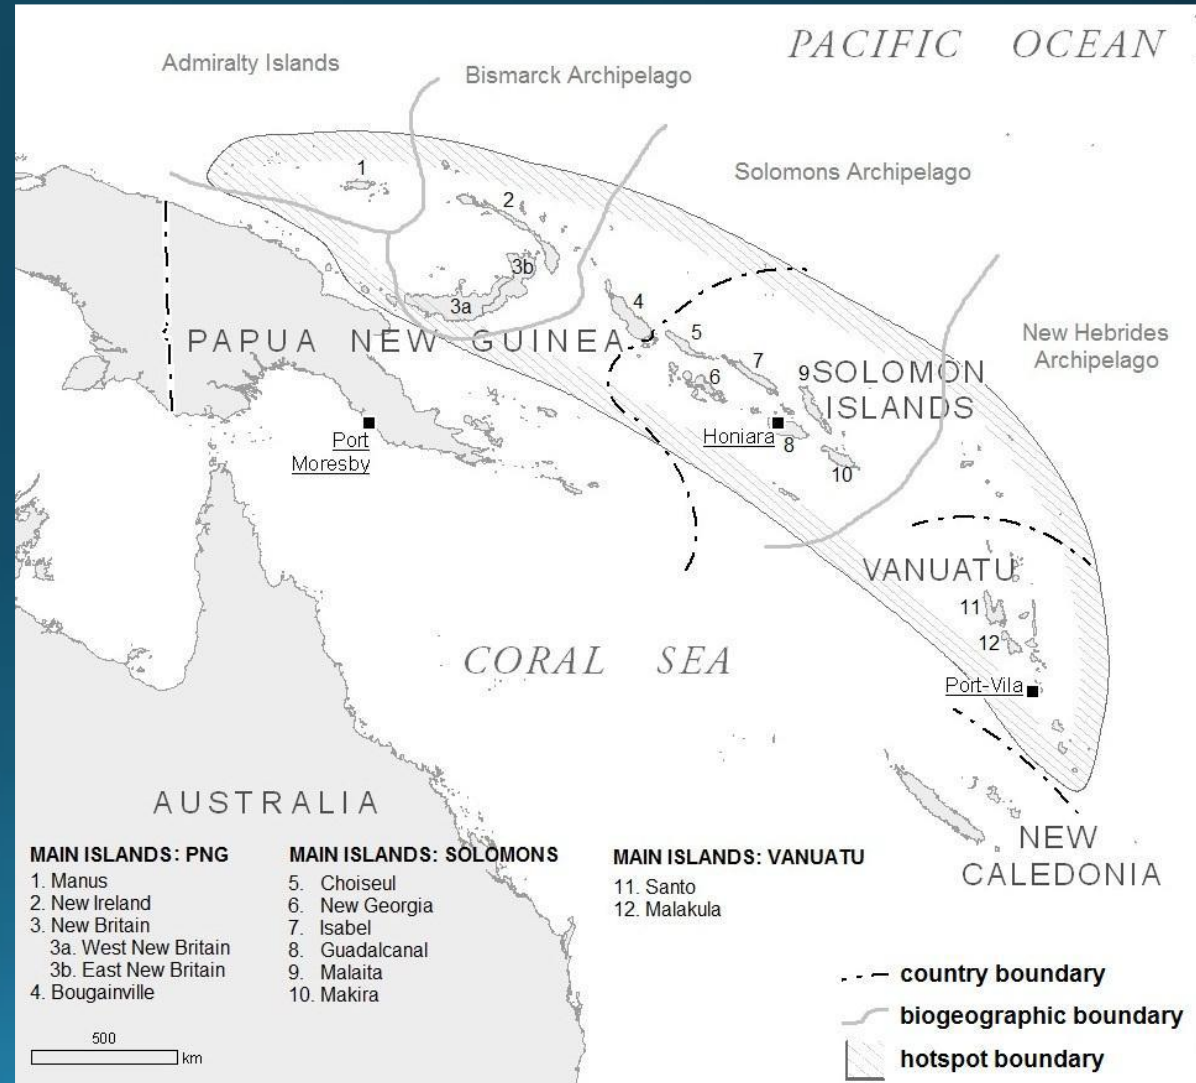 PACIFIC OCEAN
Admiralty Islands
Bismarck Archipelago
Solomons Archipelago
1
2
3b
3a
4
PAPUA NEW GUINEA
5
New Hebrides
Archipelago
7
6
9
SOLOMON
ISLANDS
Port
Moresby
Honiara
8
10
VANUATU
11
12
CORAL SEA
Port-Vila
AUSTRALIA
NEW
CALEDONIA
MAIN ISLANDS: PNG
1. Manus
2. New Ireland
3. New Britain
3a. West New Britain
3b. East New Britain
4. Bougainville
MAIN ISLANDS: SOLOMONS
5. Choiseul
6. New Georgia
7. Isabel
8. Guadalcanal
9. Malaita
10. Makira
MAIN ISLANDS: VANUATU
11. Santo
12. Malakula
500
km
country boundary
biogeographic boundary
hotspot boundary